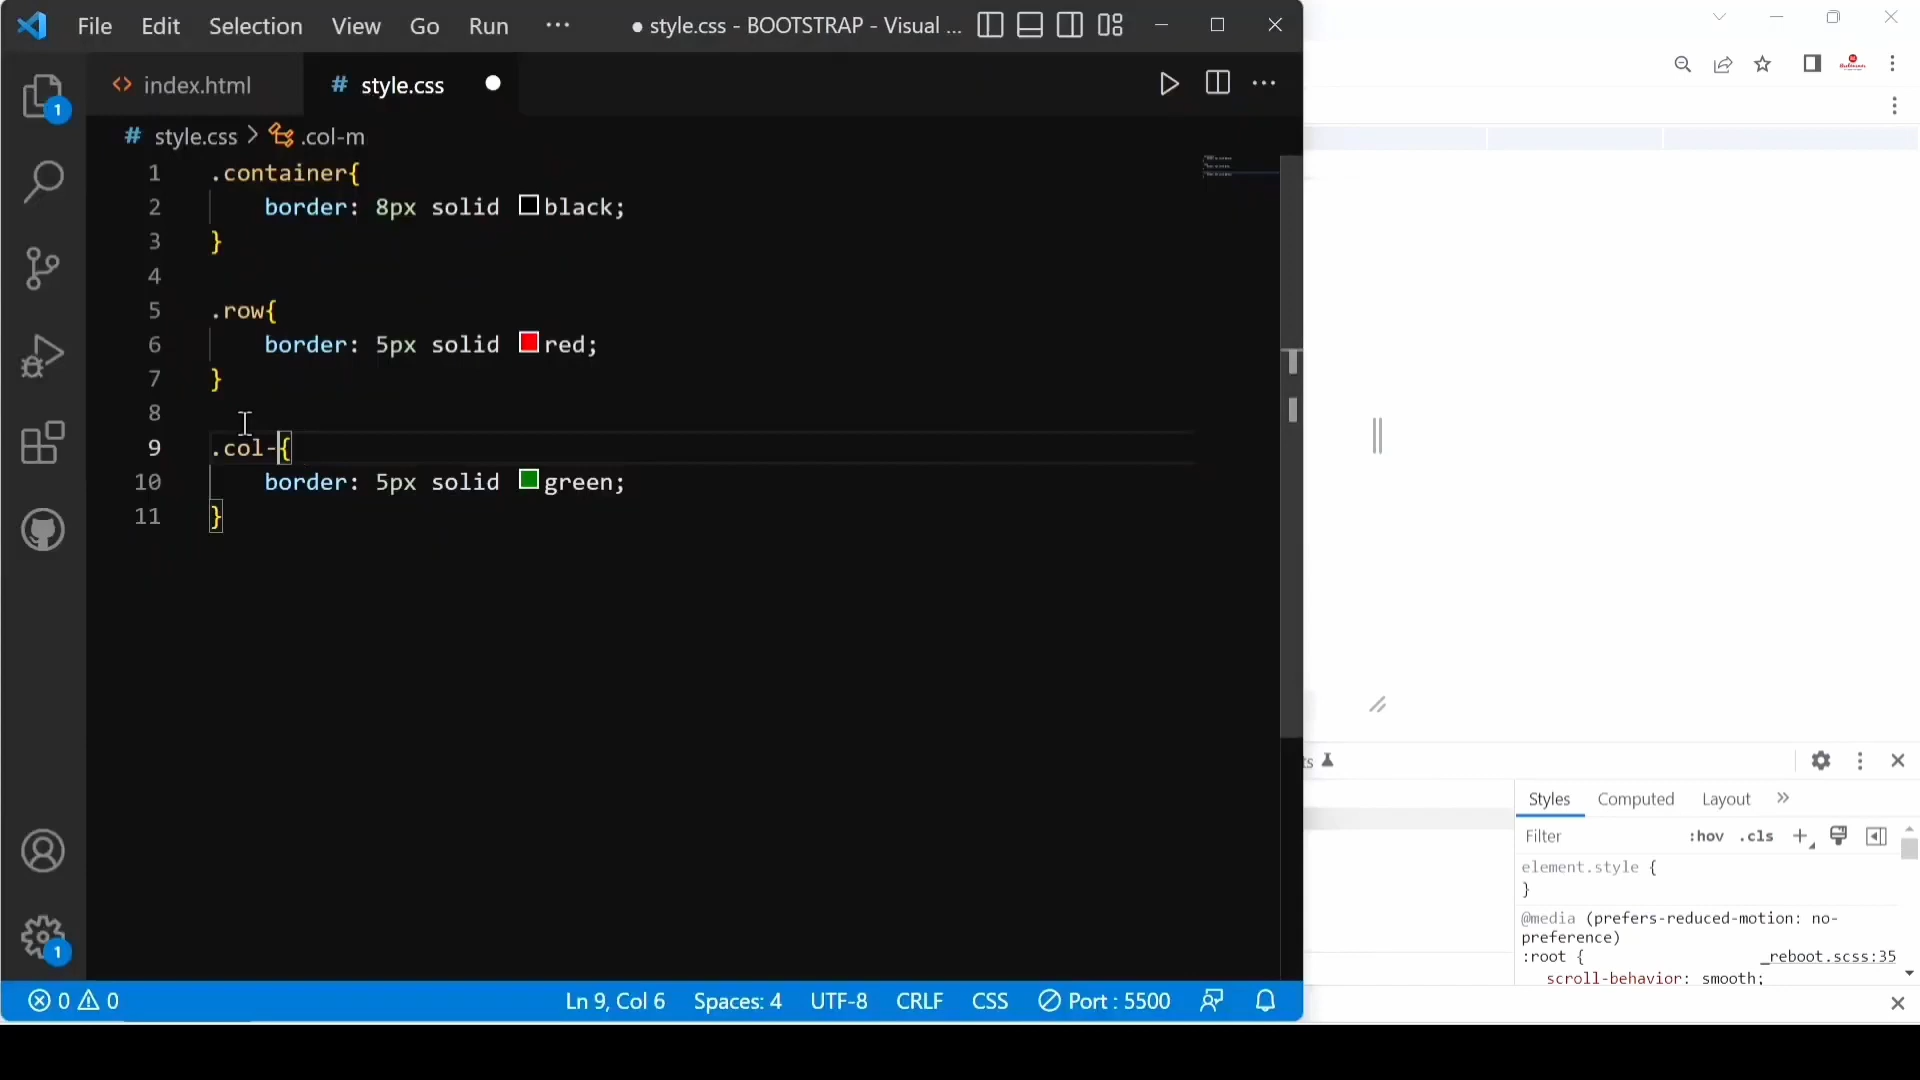 File Edit Selection View Go Run ···
● style.css - BOOTSTRAP - Visual ...
index.html
# style.css
# style.css > .col-m
1 .container{
2 border: 8px solid black;
3 }
4
5 .row{
6 border: 5px solid red;
7 }
8
9 .col-{
10 border: 5px solid green;
11 }
1
1
0 0
Ln 9, Col 6
Spaces: 4
UTF-8
CRLF
CSS
Port : 5500
ts
Styles Computed Layout »
Filter
:hov .cls +
element.style {
}
@media (prefers-reduced-motion: no-
preference)
:root { _reboot.scss:35
scroll-behavior: smooth;